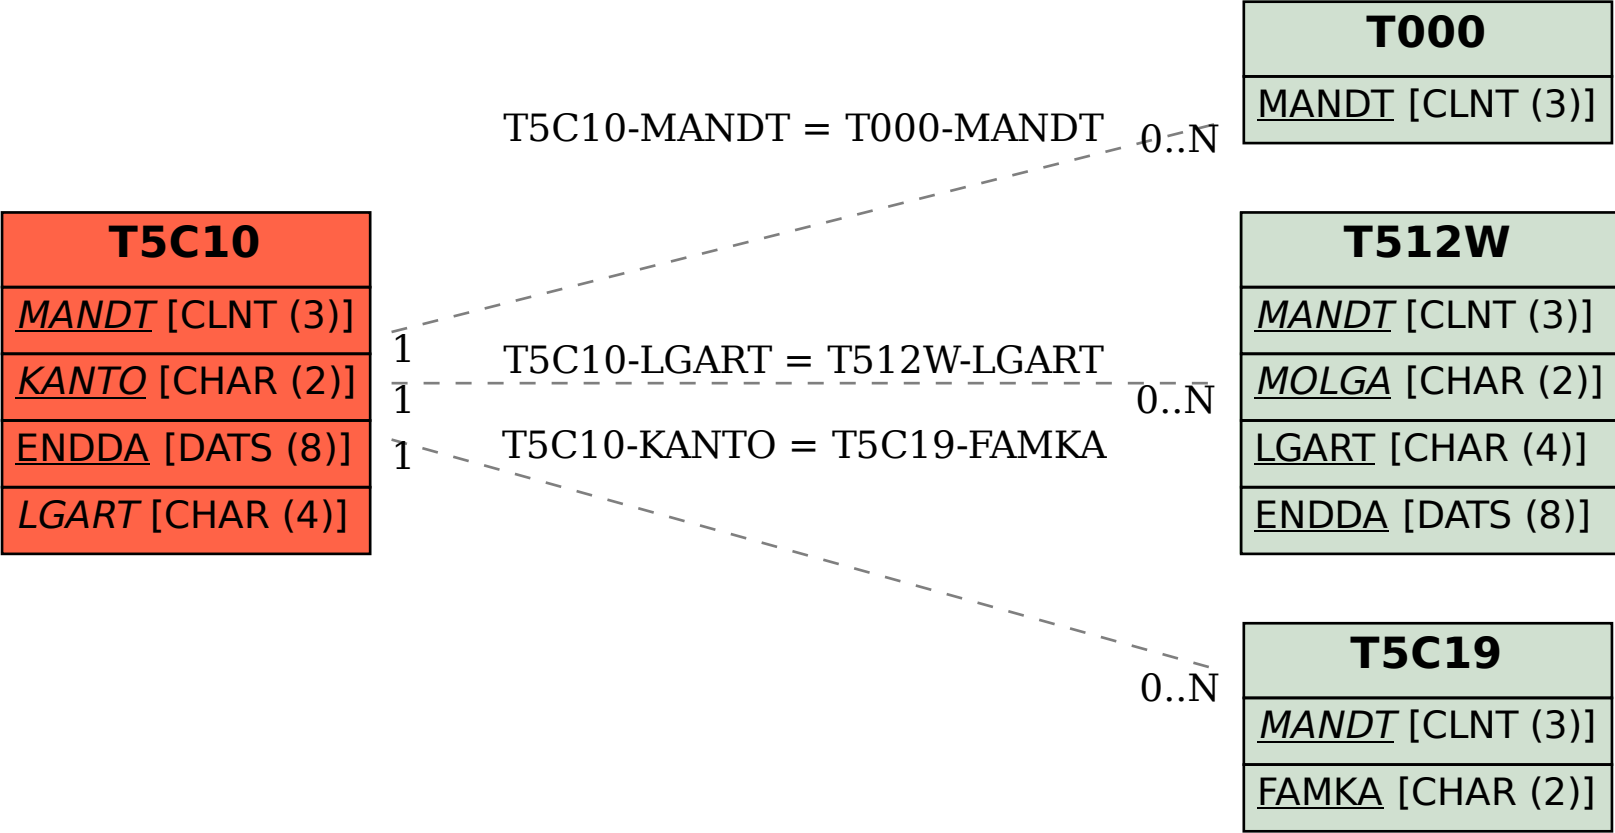 T000
MANDT [CLNT (3)]
T5C10-MANDT = T000-MANDT
0..N
T5C10
MANDT [CLNT (3)]
KANTO [CHAR (2)]
ENDDA [DATS (8)]
LGART [CHAR (4)]
1
T5C10-LGART = T512W-LGART
1
0..N
T5C10-KANTO = T5C19-FAMKA
1
0..N
T512W
MANDT [CLNT (3)]
MOLGA [CHAR (2)]
LGART [CHAR (4)]
ENDDA [DATS (8)]
T5C19
MANDT [CLNT (3)]
FAMKA [CHAR (2)]